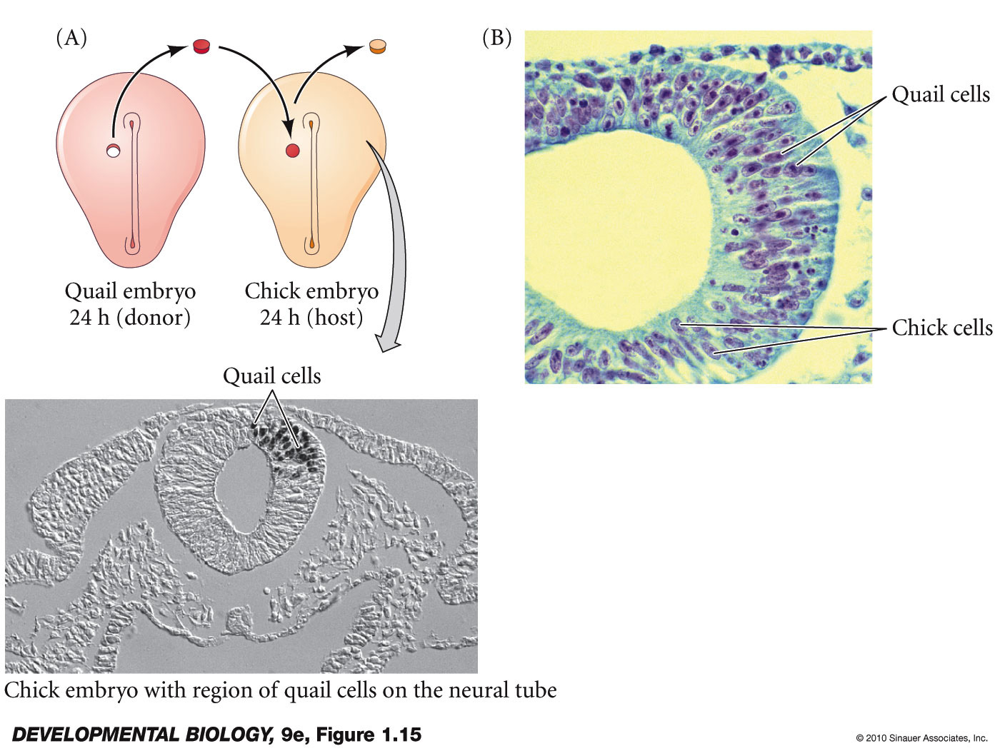 (A)
Quail embryo
24 h (donor)
Chick embryo
24 h (host)
Quail cells
Chick embryo with region of quail cells on the neural tube
(B)
Quail cells
Chick cells
DEVELOPMENTAL BIOLOGY, 9e, Figure 1.15
© 2010 Sinauer Associates, Inc.